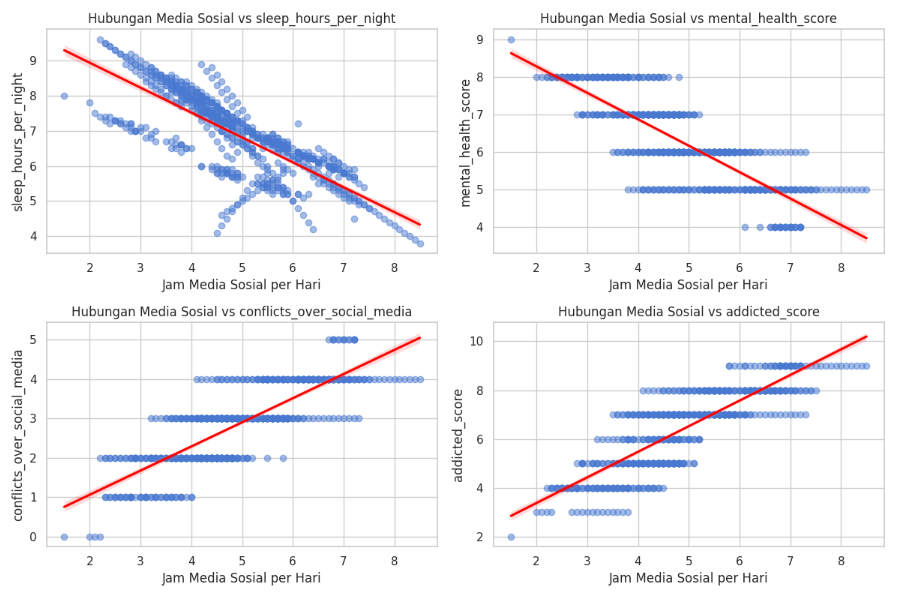 Hubungan Media Sosial vs sleep_hours_per_night
sleep_hours_per_night
9
8
7
6
5
4
2 3 4 5 6 7 8
Jam Media Sosial per Hari
Hubungan Media Sosial vs mental_health_score
mental_health_score
9
8
7
6
5
4
2 3 4 5 6 7 8
Jam Media Sosial per Hari
Hubungan Media Sosial vs conflicts_over_social_media
conflicts_over_social_media
5
4
3
2
1
0
2 3 4 5 6 7 8
Jam Media Sosial per Hari
Hubungan Media Sosial vs addicted_score
addicted_score
10
8
6
4
2
2 3 4 5 6 7 8
Jam Media Sosial per Hari